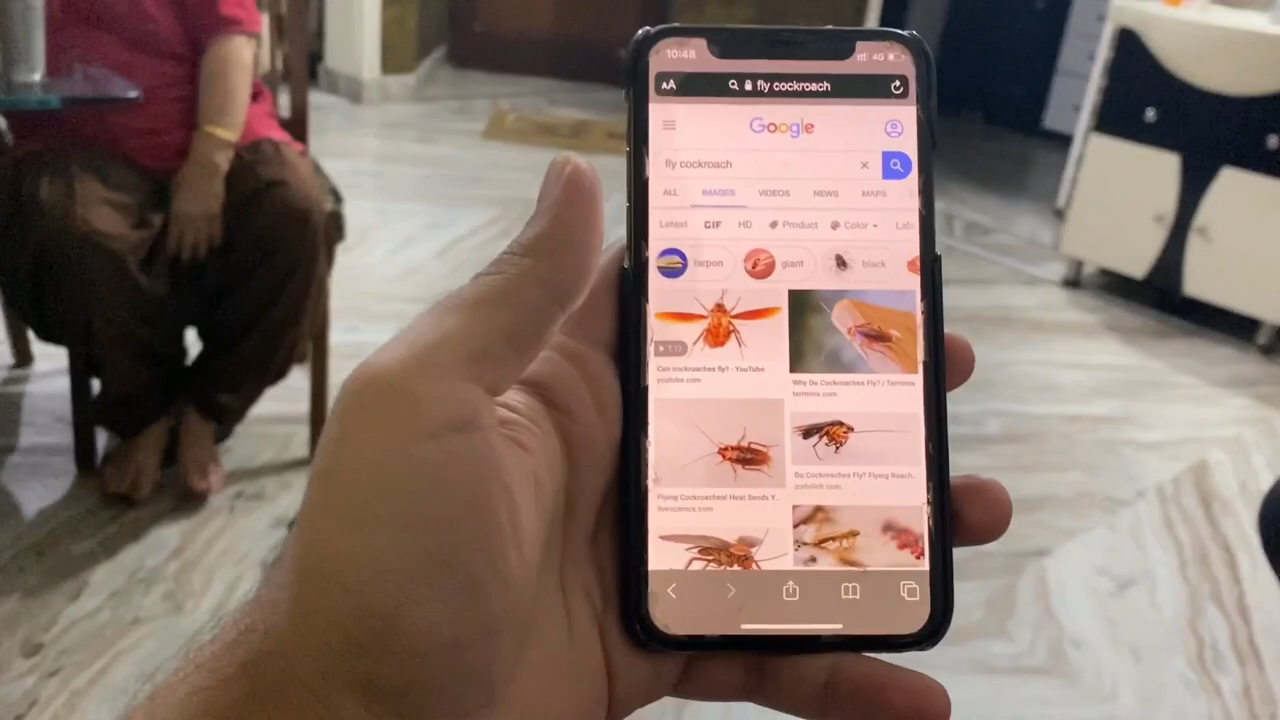 10:48 4G
AA fly cockroach
Google
fly cockroach
ALL IMAGES VIDEOS NEWS MAPS
Latest GIF HD Product Color
tarpon giant black
1:17
Can cockroaches fly? - YouTube
youtube.com
Why Do Cockroaches Fly? / Terminix
terminix.com
Flying Cockroaches! Heat Sends Y...
livescience.com
Do Cockroaches Fly? Flying Roach.